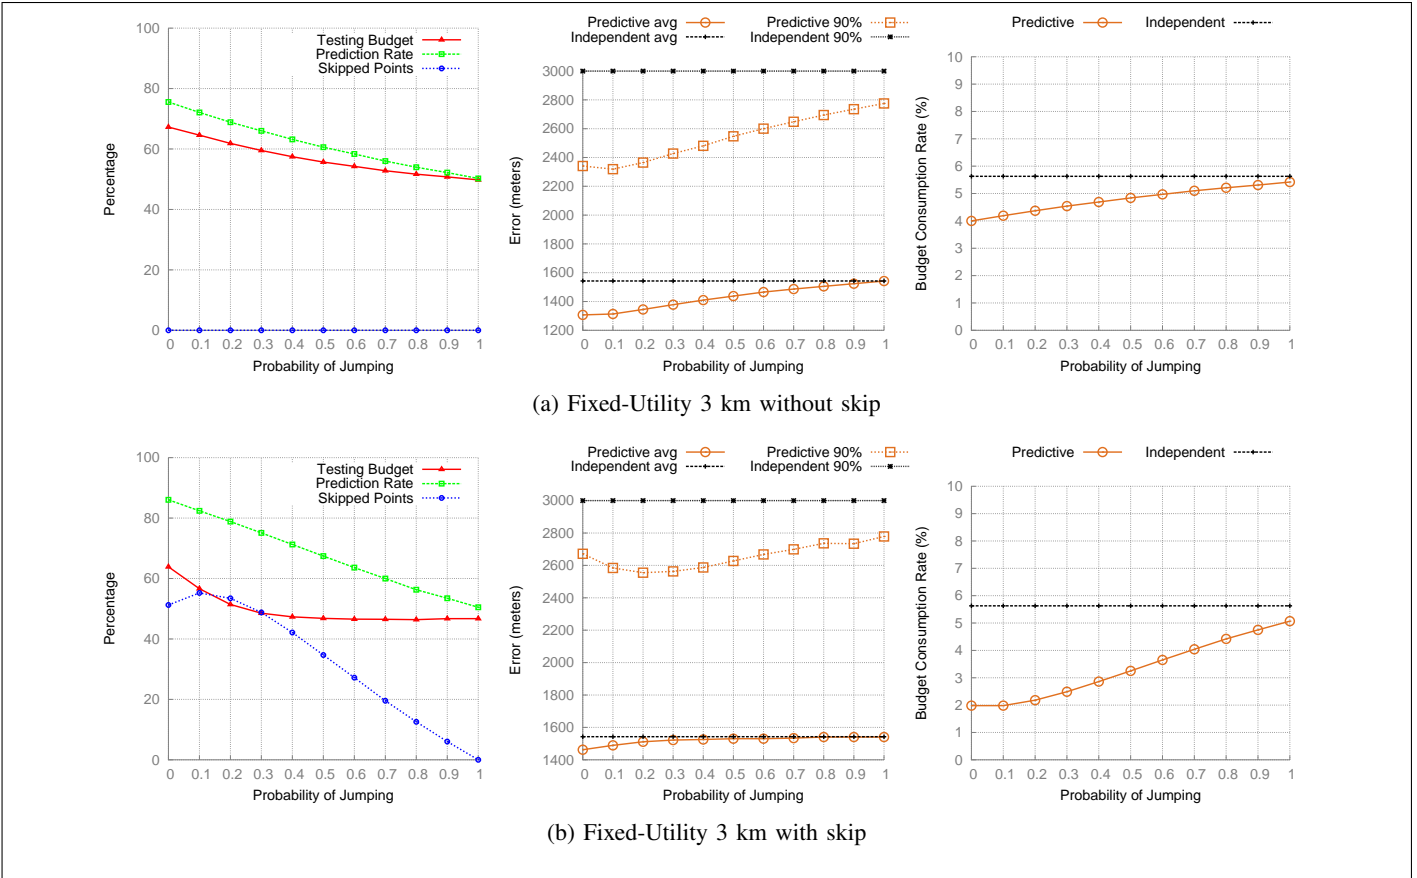 Testing Budget
Prediction Rate
Skipped Points
100
80
60
40
20
0
Percentage
0 0.1 0.2 0.3 0.4 0.5 0.6 0.7 0.8 0.9 1
Probability of Jumping
Predictive avg
Independent avg
Predictive 90%
Independent 90%
3000
2800
2600
2400
2200
2000
1800
1600
1400
1200
Error (meters)
0 0.1 0.2 0.3 0.4 0.5 0.6 0.7 0.8 0.9 1
Probability of Jumping
Predictive
Independent
10
9
8
7
6
5
4
3
2
1
0
Budget Consumption Rate (%)
0 0.1 0.2 0.3 0.4 0.5 0.6 0.7 0.8 0.9 1
Probability of Jumping
(a) Fixed-Utility 3 km without skip
Testing Budget
Prediction Rate
Skipped Points
100
80
60
40
20
0
Percentage
0 0.1 0.2 0.3 0.4 0.5 0.6 0.7 0.8 0.9 1
Probability of Jumping
Predictive avg
Independent avg
Predictive 90%
Independent 90%
3000
2800
2600
2400
2200
2000
1800
1600
1400
Error (meters)
0 0.1 0.2 0.3 0.4 0.5 0.6 0.7 0.8 0.9 1
Probability of Jumping
Predictive
Independent
10
9
8
7
6
5
4
3
2
1
0
Budget Consumption Rate (%)
0 0.1 0.2 0.3 0.4 0.5 0.6 0.7 0.8 0.9 1
Probability of Jumping
(b) Fixed-Utility 3 km with skip